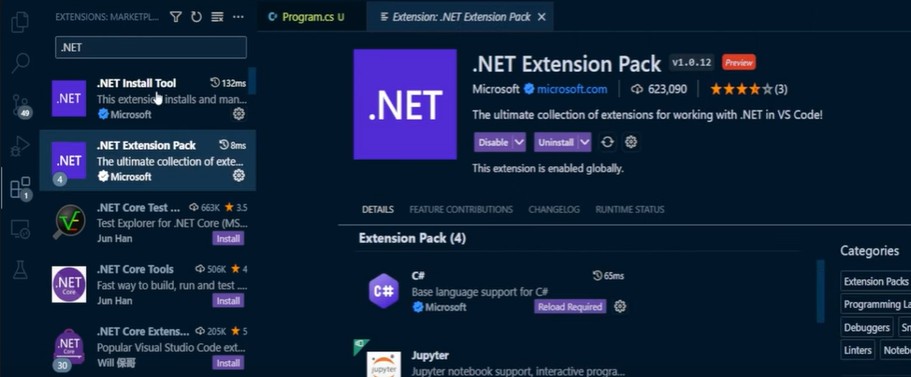 EXTENSIONS: MARKETPL...
.NET
.NET
.NET Install Tool
132ms
This extension installs and man...
Microsoft
.NET
.NET Extension Pack
8ms
The ultimate collection of exte...
Microsoft
4
.NET Core Test ...
663K
3.5
Test Explorer for .NET Core (MS...
Jun Han
Install
.NET
Core
.NET Core Tools
506K
4
Fast way to build, run and test ....
Jun Han
Install
.NET
Core
.NET Core Extens...
205K
5
Popular Visual Studio Code ext...
Will 保哥
Install
30
49
1
Program.cs U
Extension: .NET Extension Pack
.NET
.NET Extension Pack
v1.0.12
Preview
Microsoft
microsoft.com
623,090
(3)
The ultimate collection of extensions for working with .NET in VS Code!
Disable
Uninstall
This extension is enabled globally.
DETAILS
FEATURE CONTRIBUTIONS
CHANGELOG
RUNTIME STATUS
Extension Pack (4)
C#
C#
65ms
Base language support for C#
Microsoft
Reload Required
jupyter
Jupyter
Jupyter notebook support, interactive progra...
Categories
Extension Packs
Programming La
Debuggers
Sn
Linters
Noteb